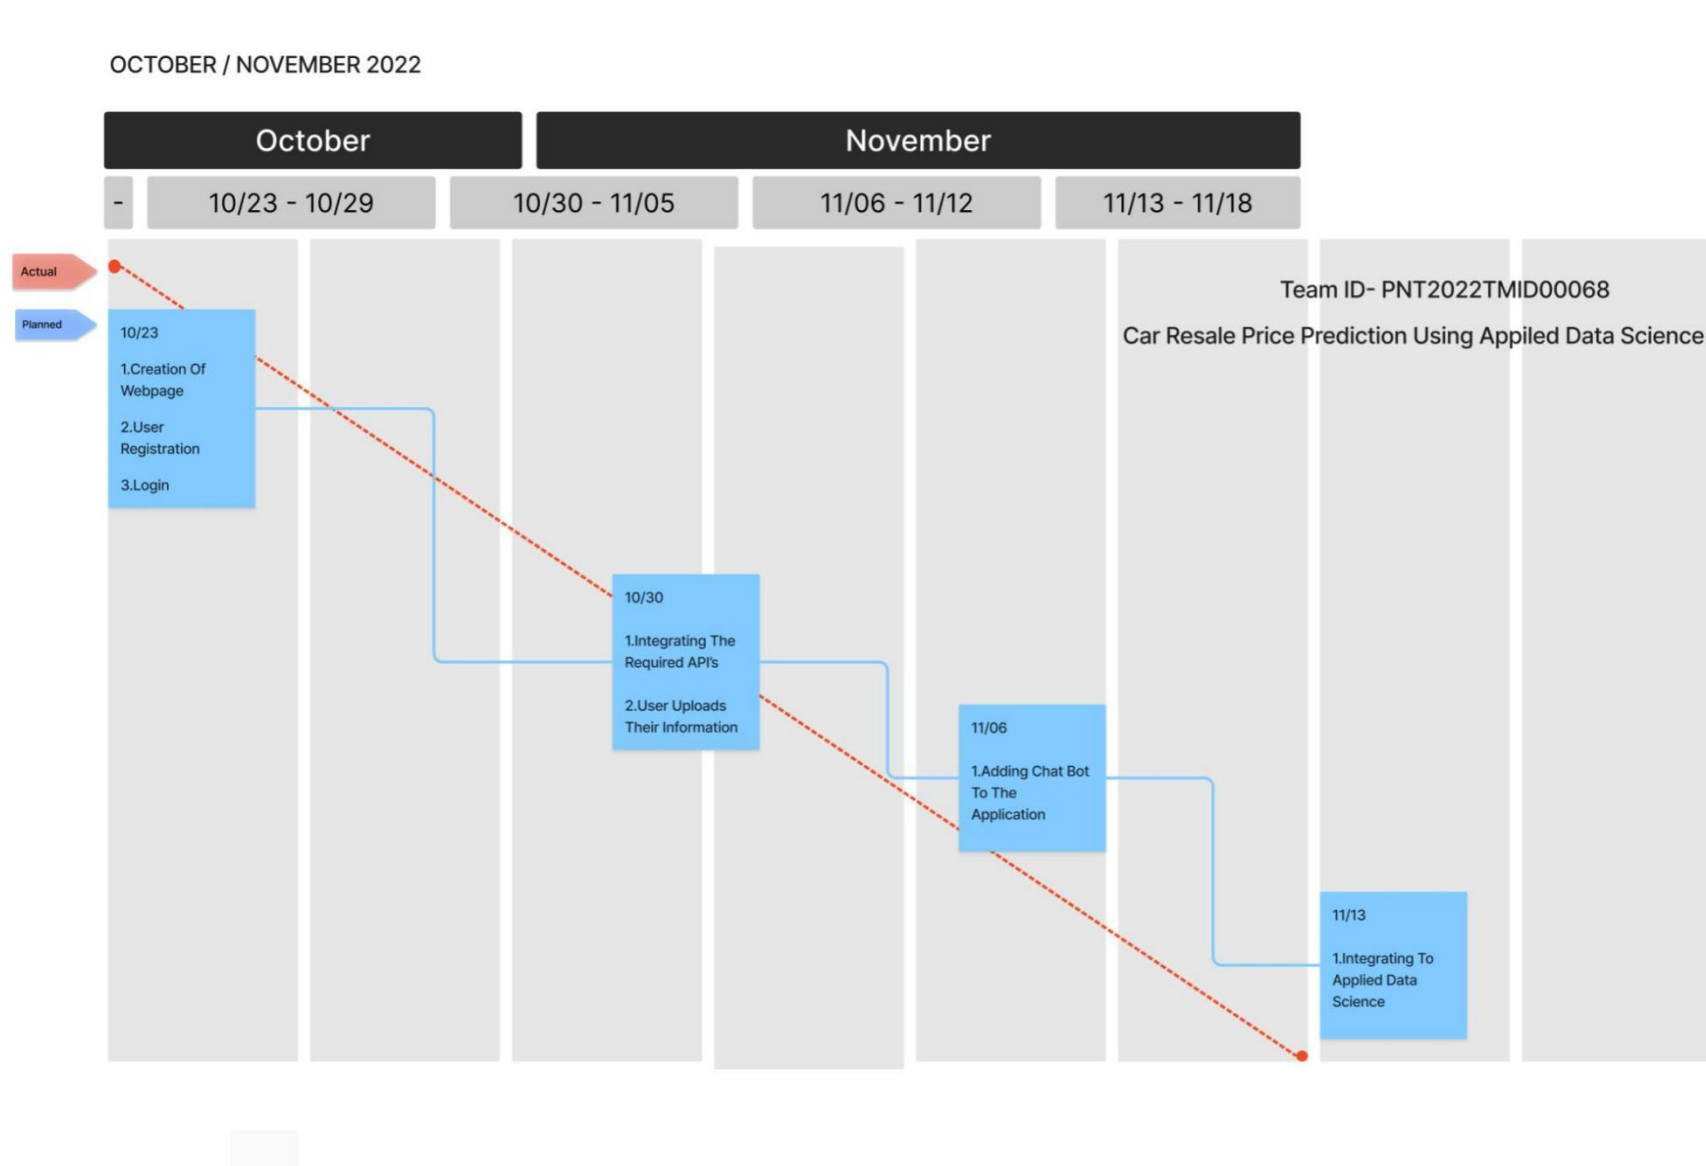 OCTOBER / NOVEMBER 2022
October
November
-
10/23 - 10/29
10/30 - 11/05
11/06 - 11/12
11/13 - 11/18
Actual
Planned
Team ID- PNT2022TMID00068
Car Resale Price Prediction Using Appiled Data Science
10/23
1.Creation Of
Webpage
2.User
Registration
3.Login
10/30
1.Integrating The
Required API's
2.User Uploads
Their Information
11/06
1.Adding Chat Bot
To The
Application
11/13
1.Integrating To
Applied Data
Science